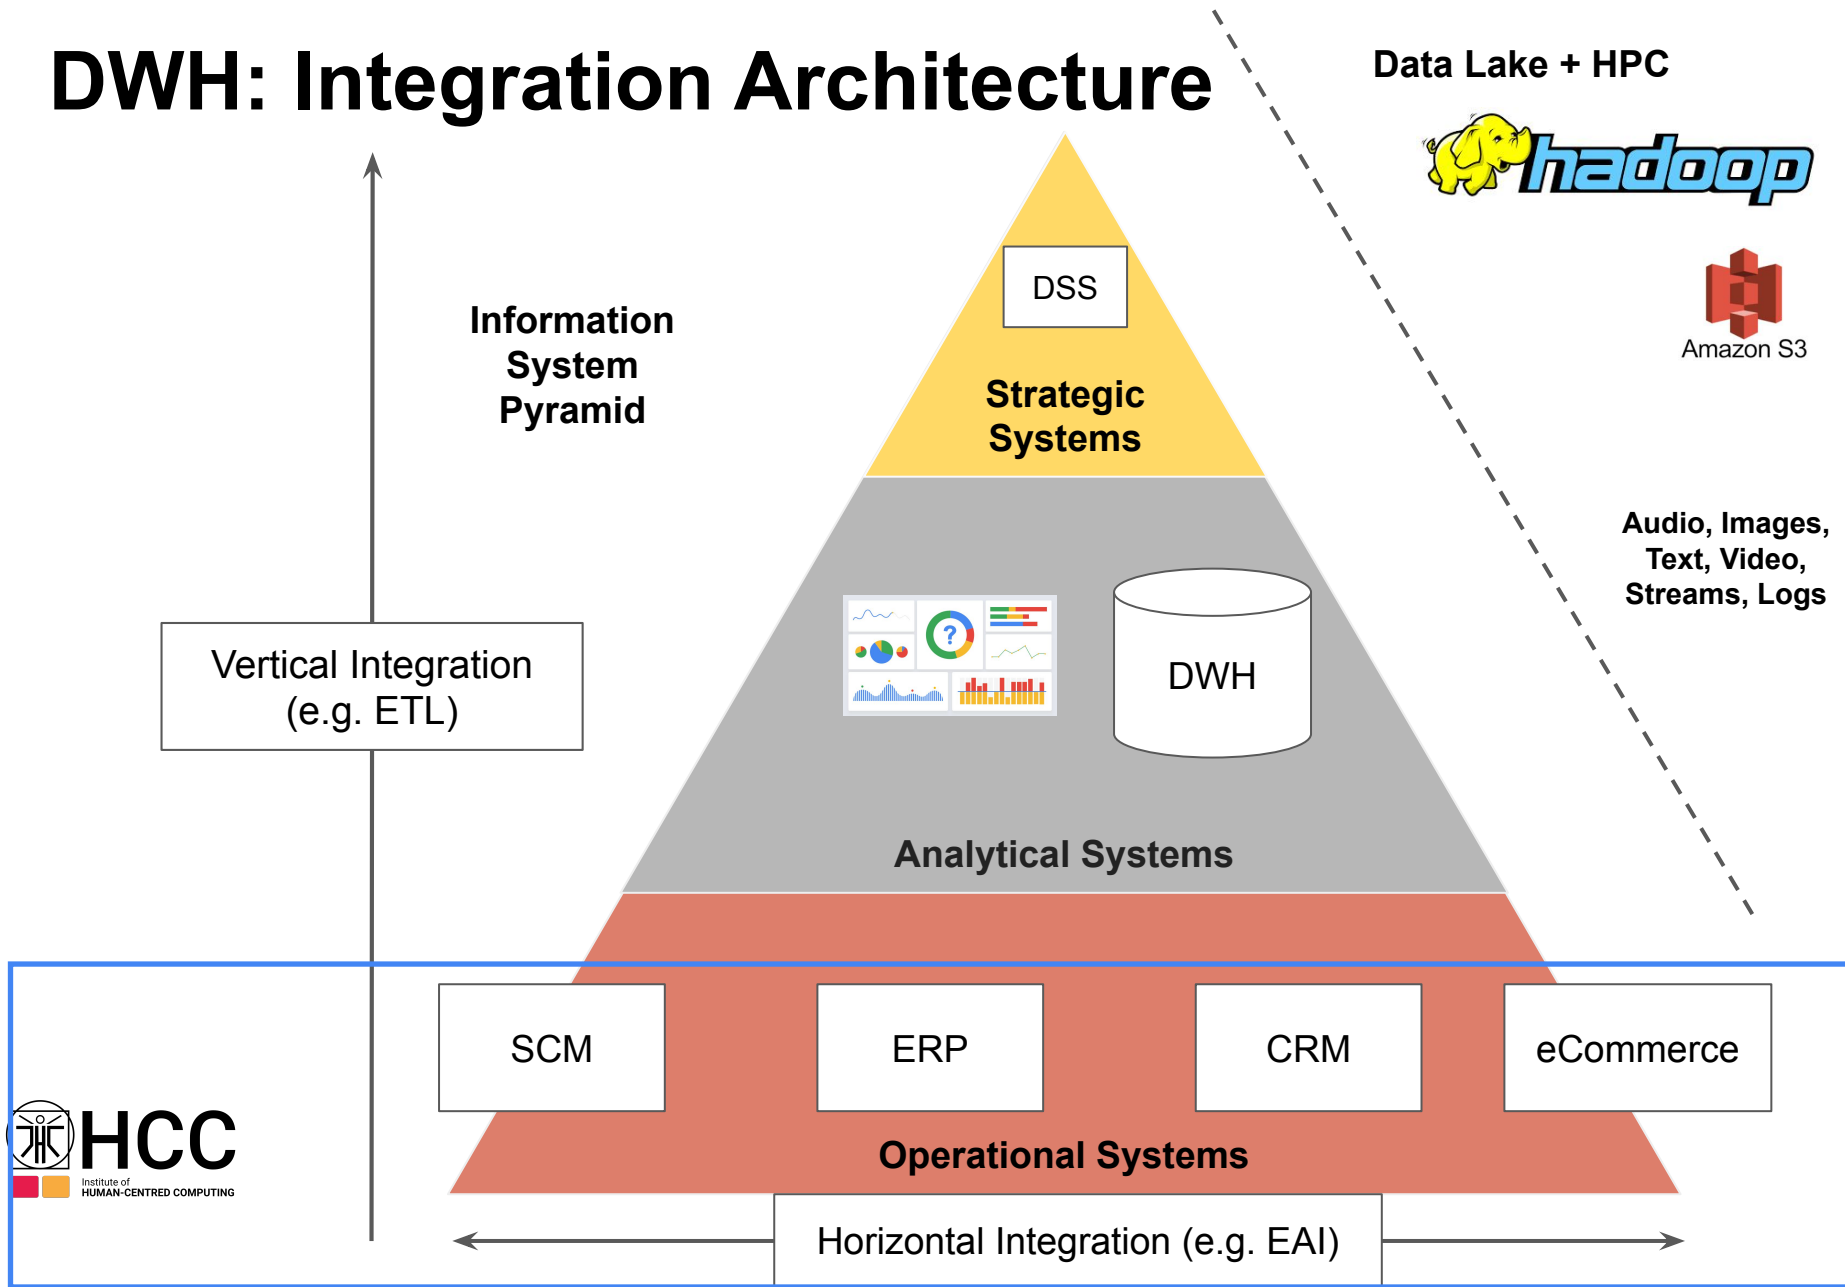 DWH: Integration Architecture
Data Lake + HPC
hadoop
Amazon S3
Audio, Images,
Text, Video,
Streams, Logs
Information
System
Pyramid
DSS
Strategic
Systems
Vertical Integration
(e.g. ETL)
?
DWH
Analytical Systems
SCM
ERP
CRM
eCommerce
Operational Systems
Horizontal Integration (e.g. EAI)
HCC
Institute of
HUMAN-CENTRED COMPUTING